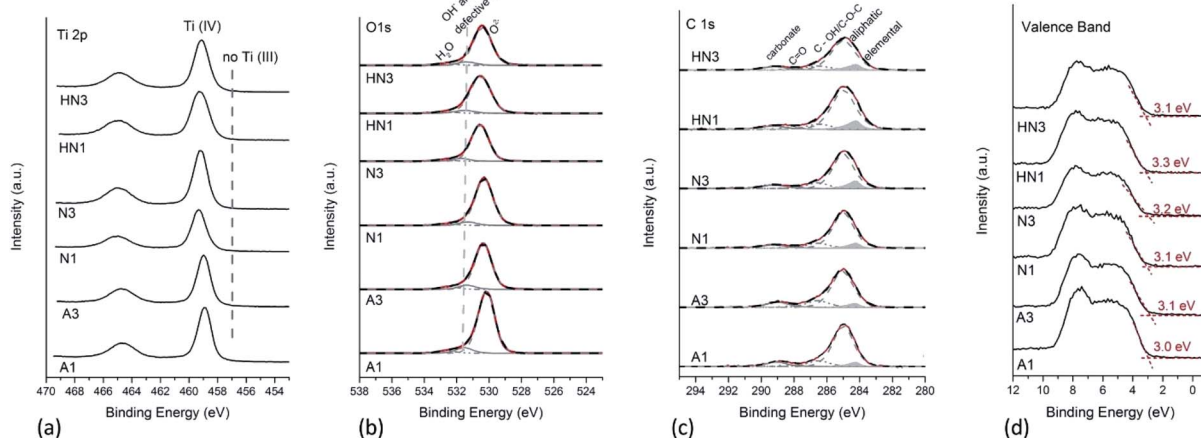 Ti 2p
Ti (IV)
no Ti (III)
HN3
HN1
N3
N1
A3
A1
470 468 466 464 462 460 458 456 454
Binding Energy (eV)
Intensity (a.u.)
(a)
O1s
H2O
OH- a
defective
O2-
HN3
HN1
N3
N1
A3
A1
538 536 534 532 530 528 526 524
Binding Energy (eV)
Intensity (a.u.)
(b)
C 1s
carbonate
C=O
C - OH/C-O-C
aliphatic
elemental
HN3
HN1
N3
N1
A3
A1
294 292 290 288 286 284 282 280
Binding Energy (eV)
Intensity (a.u.)
(c)
Valence Band
3.1 eV
HN3
3.3 eV
HN1
3.2 eV
N3
3.1 eV
N1
3.1 eV
A3
3.0 eV
A1
12 10 8 6 4 2 0
Binding Energy (eV)
Inensity (a.u.)
(d)